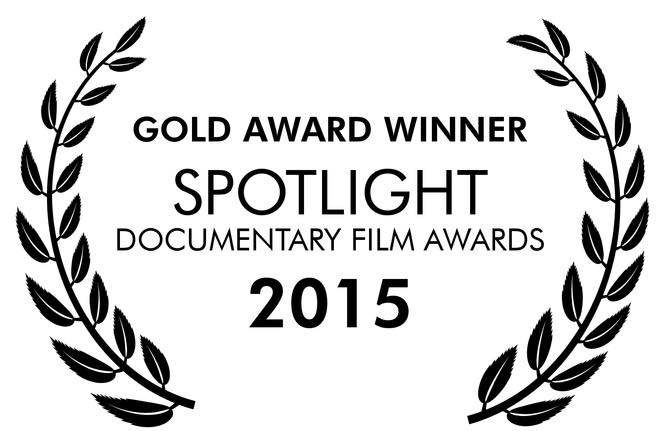 GOLD AWARD WINNER
SPOTLIGHT
DOCUMENTARY FILM AWARDS
2015